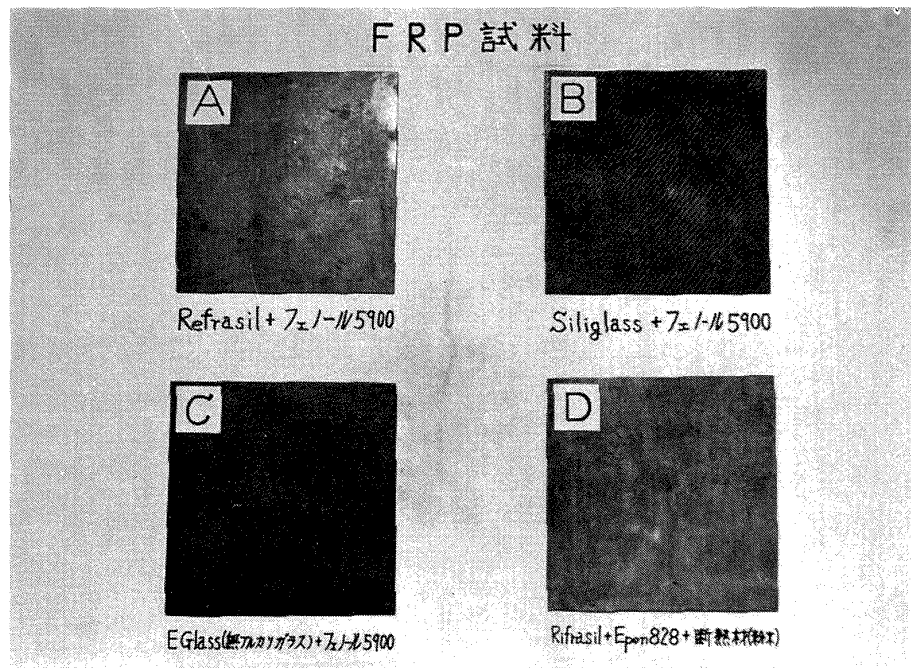 FRP試料
A
B
Refrasil+フェノール5900
Siliglass+フェノール5900
C
D
EGlass(無アルカリガラス)+フェノール5900
Rifrasil+Epon828+断熱材(粉末)